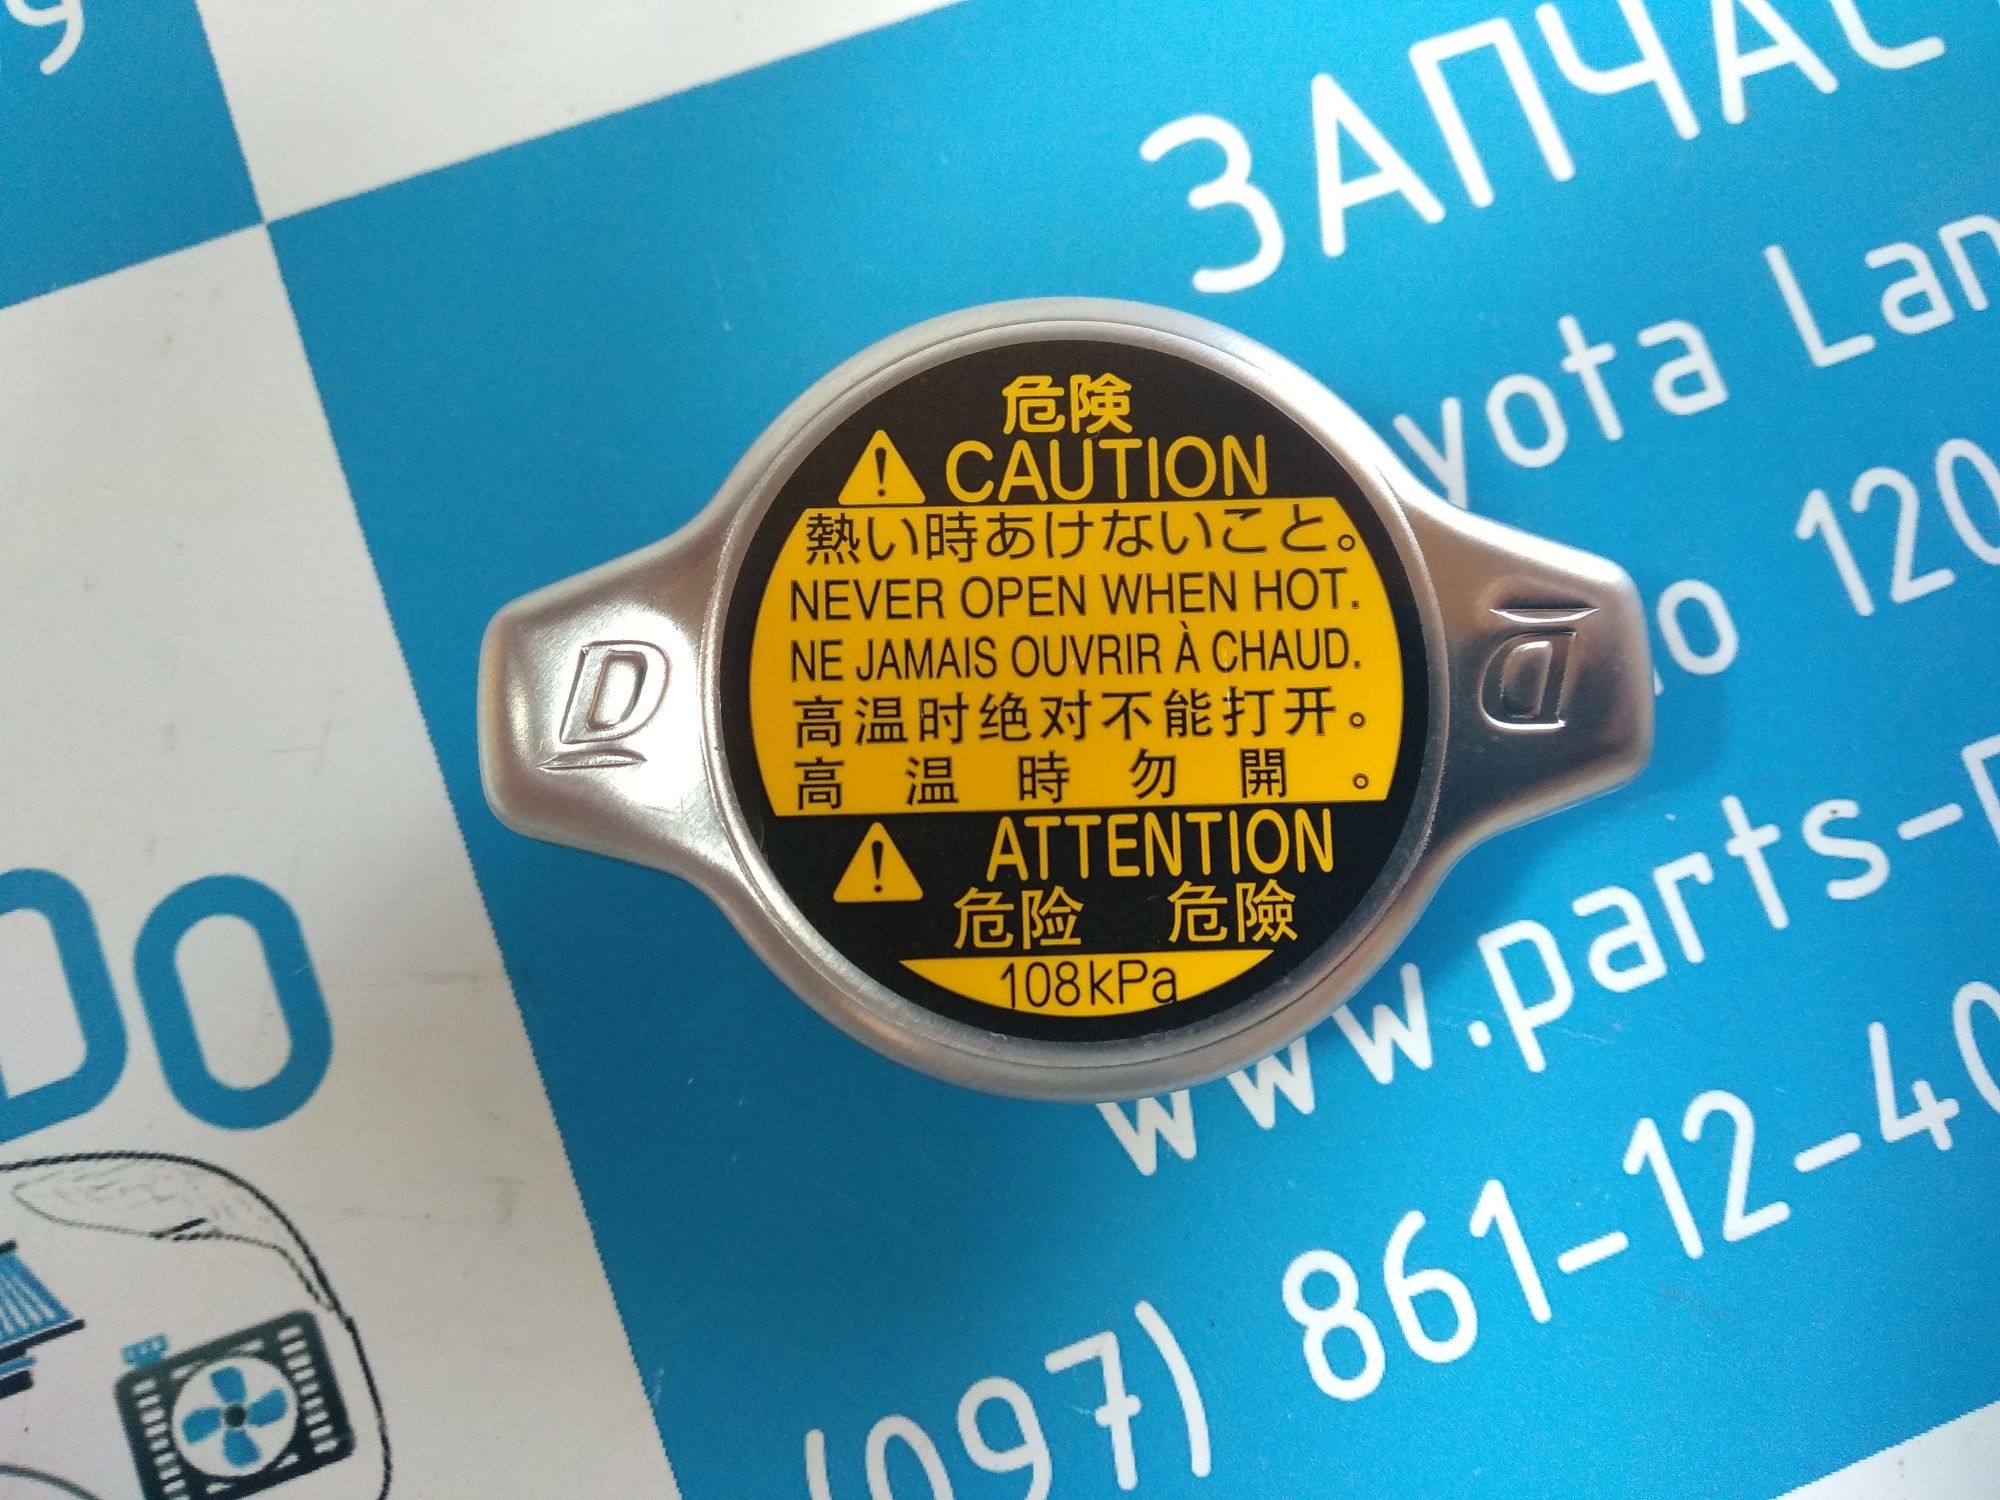 ЗАПЧАС
yota Lan
o 120
www.parts-
(097) 861-12-40
Do
D
D
危険
CAUTION
熱い時あけないこと。
NEVER OPEN WHEN HOT.
NE JAMAIS OUVRIR À CHAUD.
高温时绝对不能打开。
高温時勿開。
ATTENTION
危险 危險
108kPa